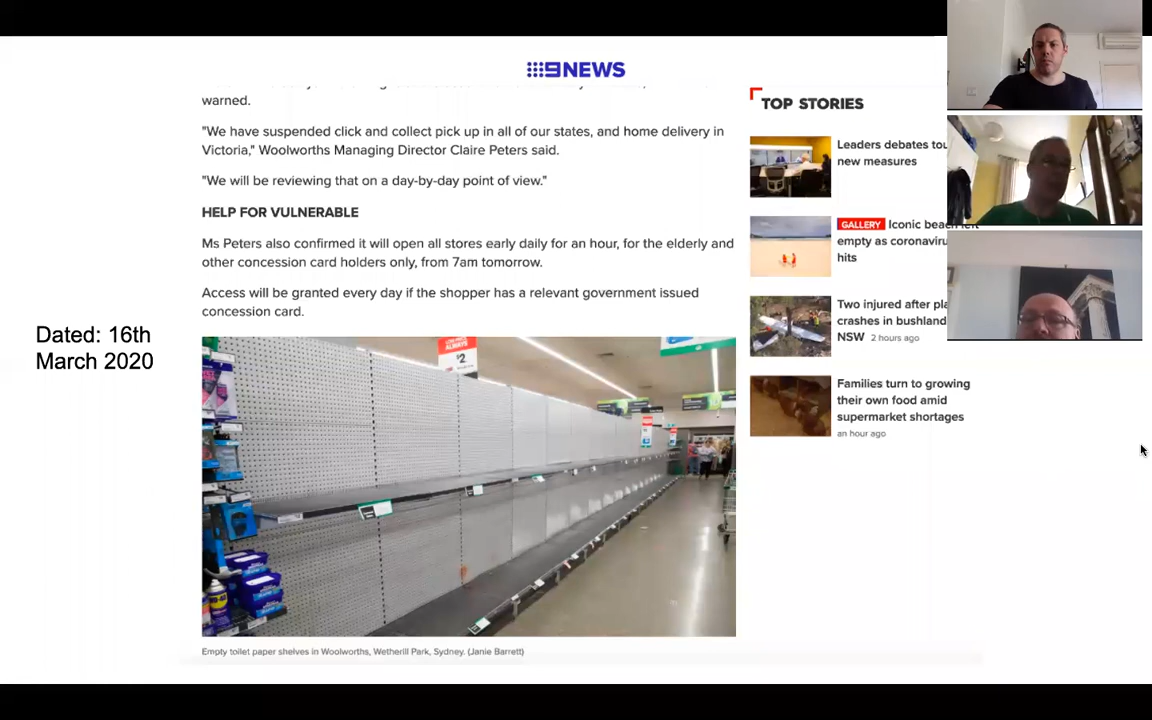 9NEWS
warned.
"We have suspended click and collect pick up in all of our states, and home delivery in
Victoria," Woolworths Managing Director Claire Peters said.
"We will be reviewing that on a day-by-day point of view."
HELP FOR VULNERABLE
Ms Peters also confirmed it will open all stores early daily for an hour, for the elderly and
other concession card holders only, from 7am tomorrow.
Access will be granted every day if the shopper has a relevant government issued
concession card.
Dated: 16th
March 2020
$2
Empty toilet paper shelves in Woolworths, Wetherill Park, Sydney. (Janie Barrett)
TOP STORIES
Leaders debates
new measures
GALLERY Iconic
empty as
hits
Two injured after
crashes in bushland
NSW 2 hours ago
Families turn to growing
their own food amid
supermarket shortages
an hour ago